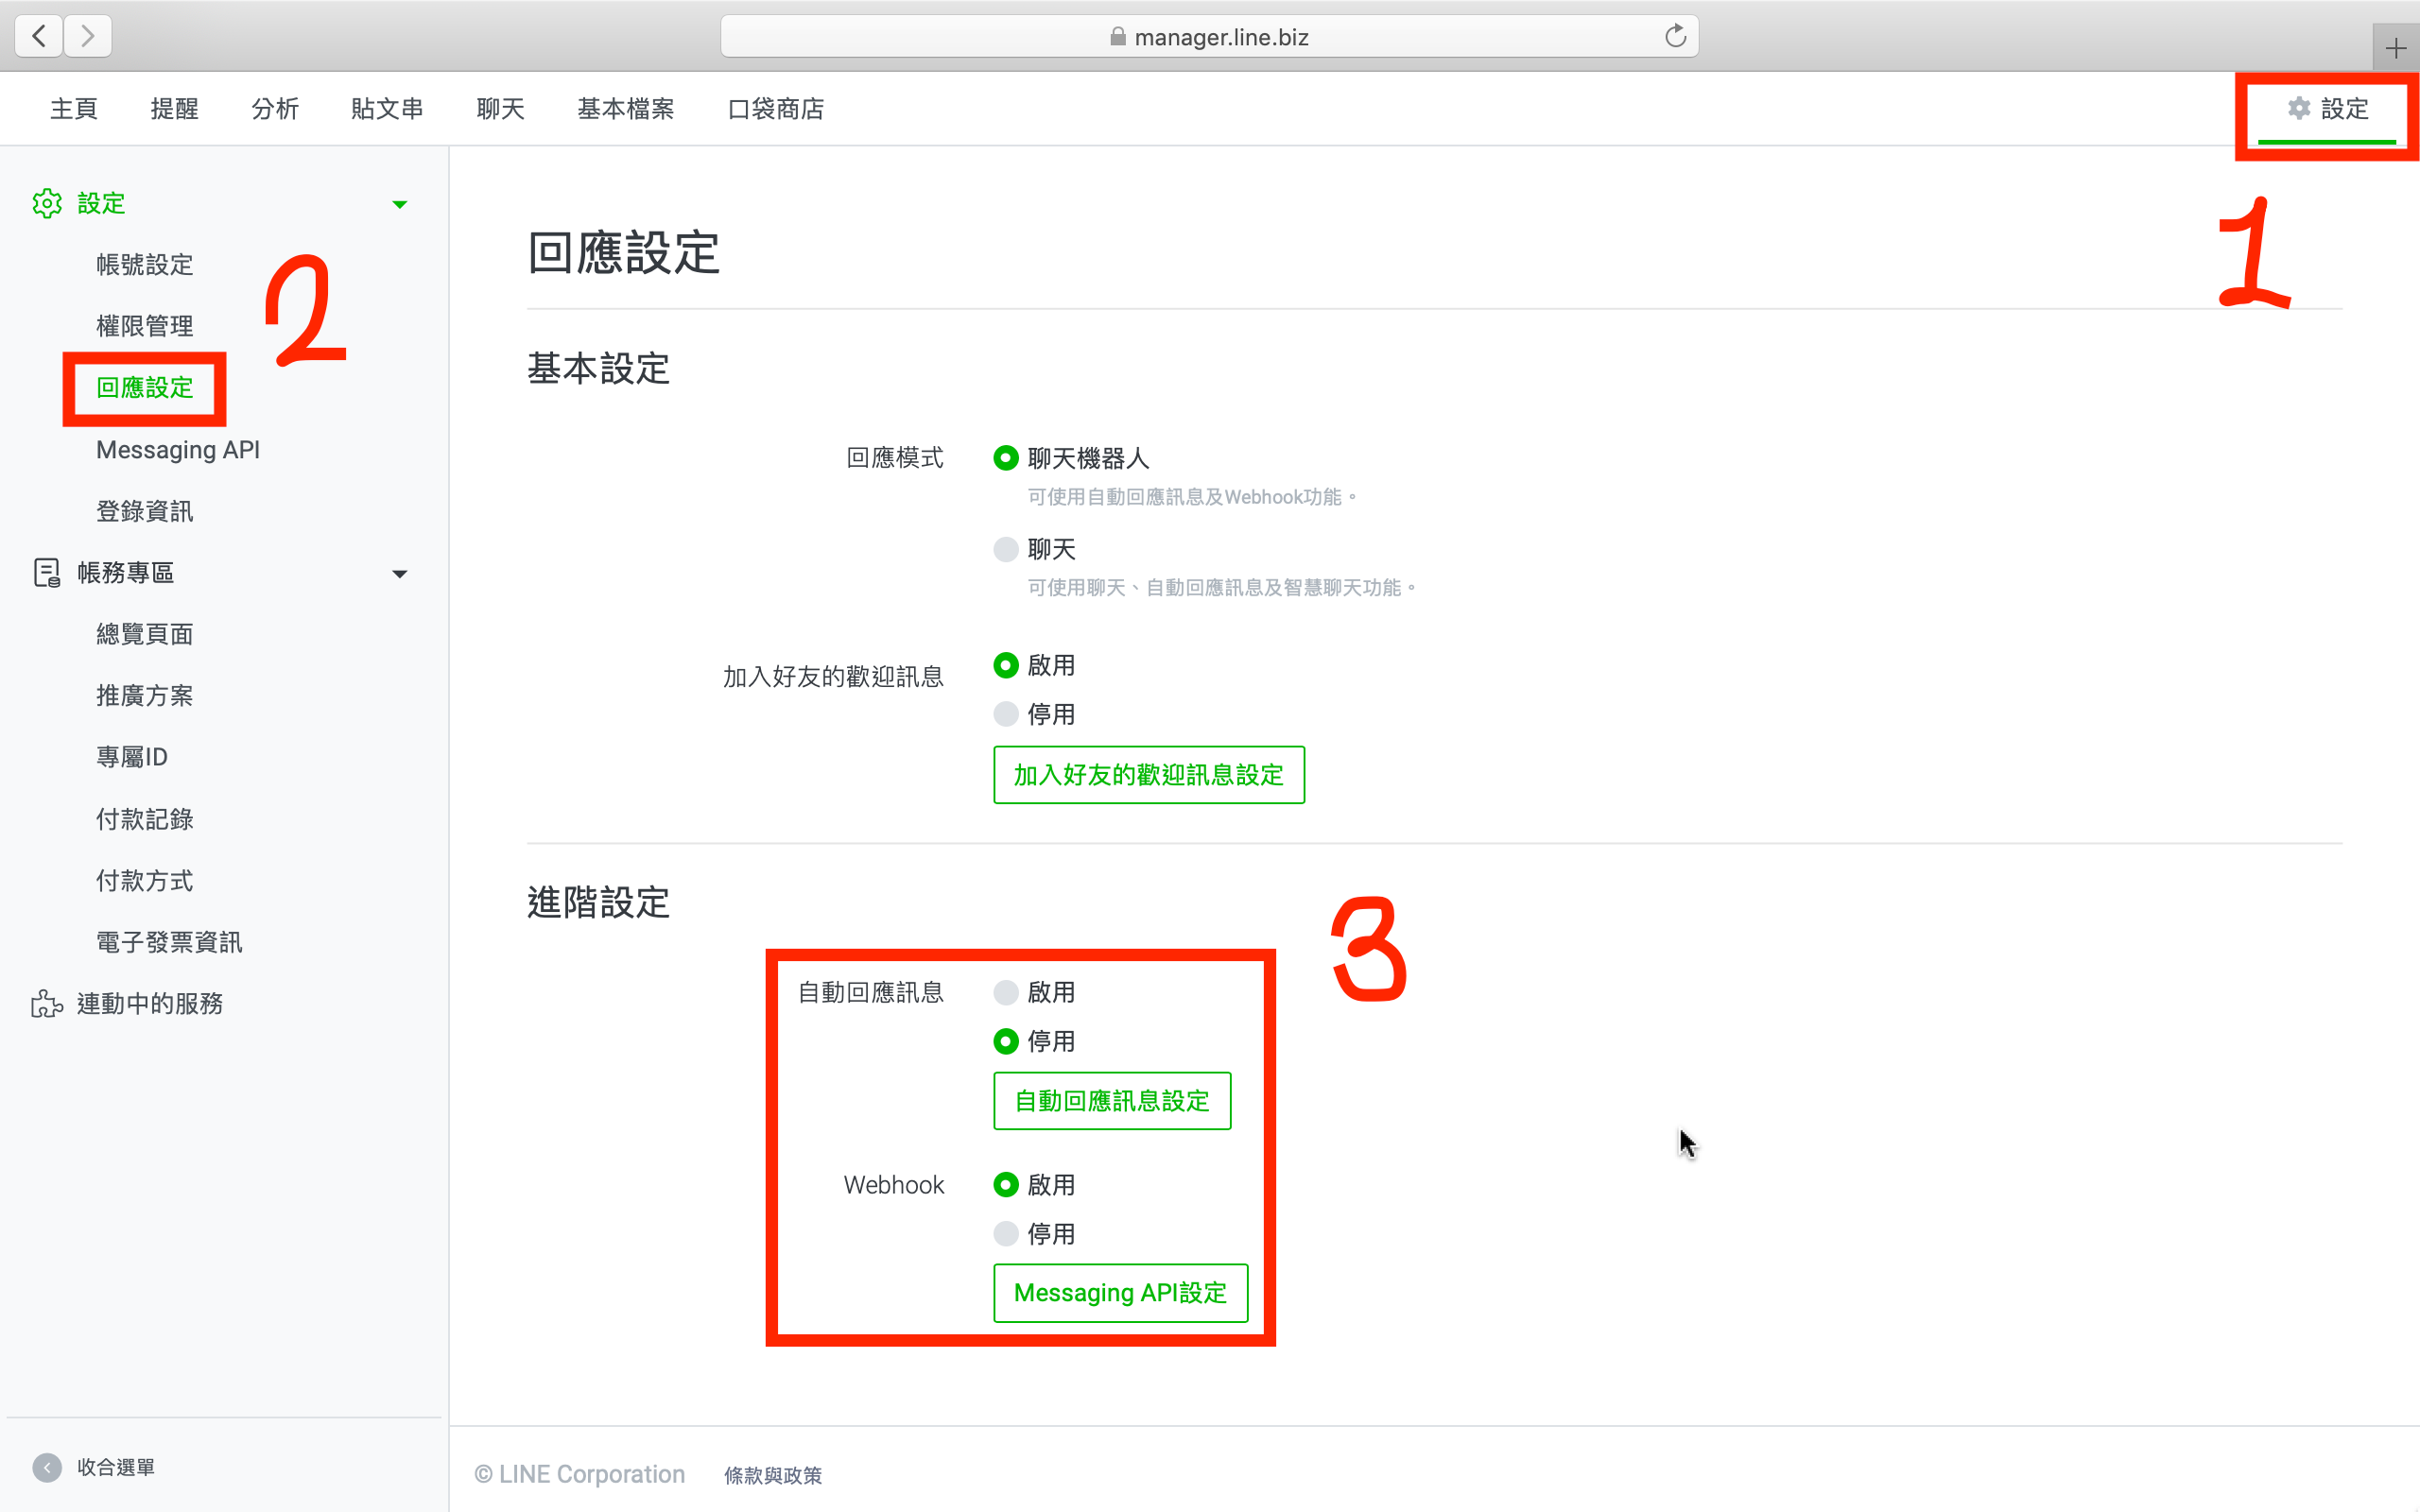 manager.line.biz
主頁 提醒 分析 貼文串 聊天 基本檔案 口袋商店 設定
1
設定
帳號設定
2
權限管理
回應設定
Messaging API
登錄資訊
帳務專區
總覽頁面
推廣方案
專屬ID
付款記錄
付款方式
電子發票資訊
連動中的服務
收合選單
回應設定
基本設定
回應模式 聊天機器人
可使用自動回應訊息及Webhook功能。
聊天
可使用聊天、自動回應訊息及智慧聊天功能。
加入好友的歡迎訊息 啟用
停用
加入好友的歡迎訊息設定
進階設定
3
自動回應訊息 啟用
停用
自動回應訊息設定
Webhook 啟用
停用
Messaging API設定
© LINE Corporation 條款與政策